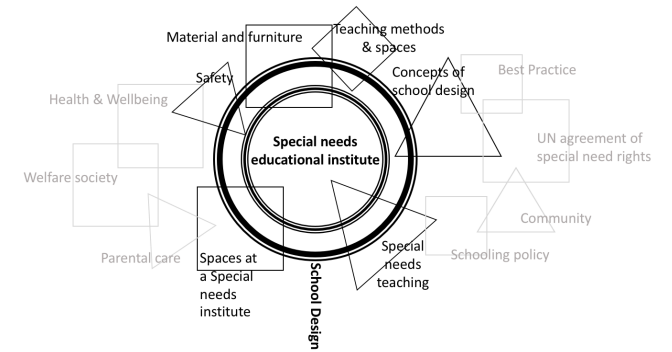 Teaching methods
& spaces
Material and furniture
Concepts of
school design
Best Practice
Safety
Health & Wellbeing
Special needs
educational institute
UN agreement of
special need rights
Welfare society
Community
Parental care
Spaces at
a Special
needs
institute
Special
needs
teaching
Schooling policy
School Design